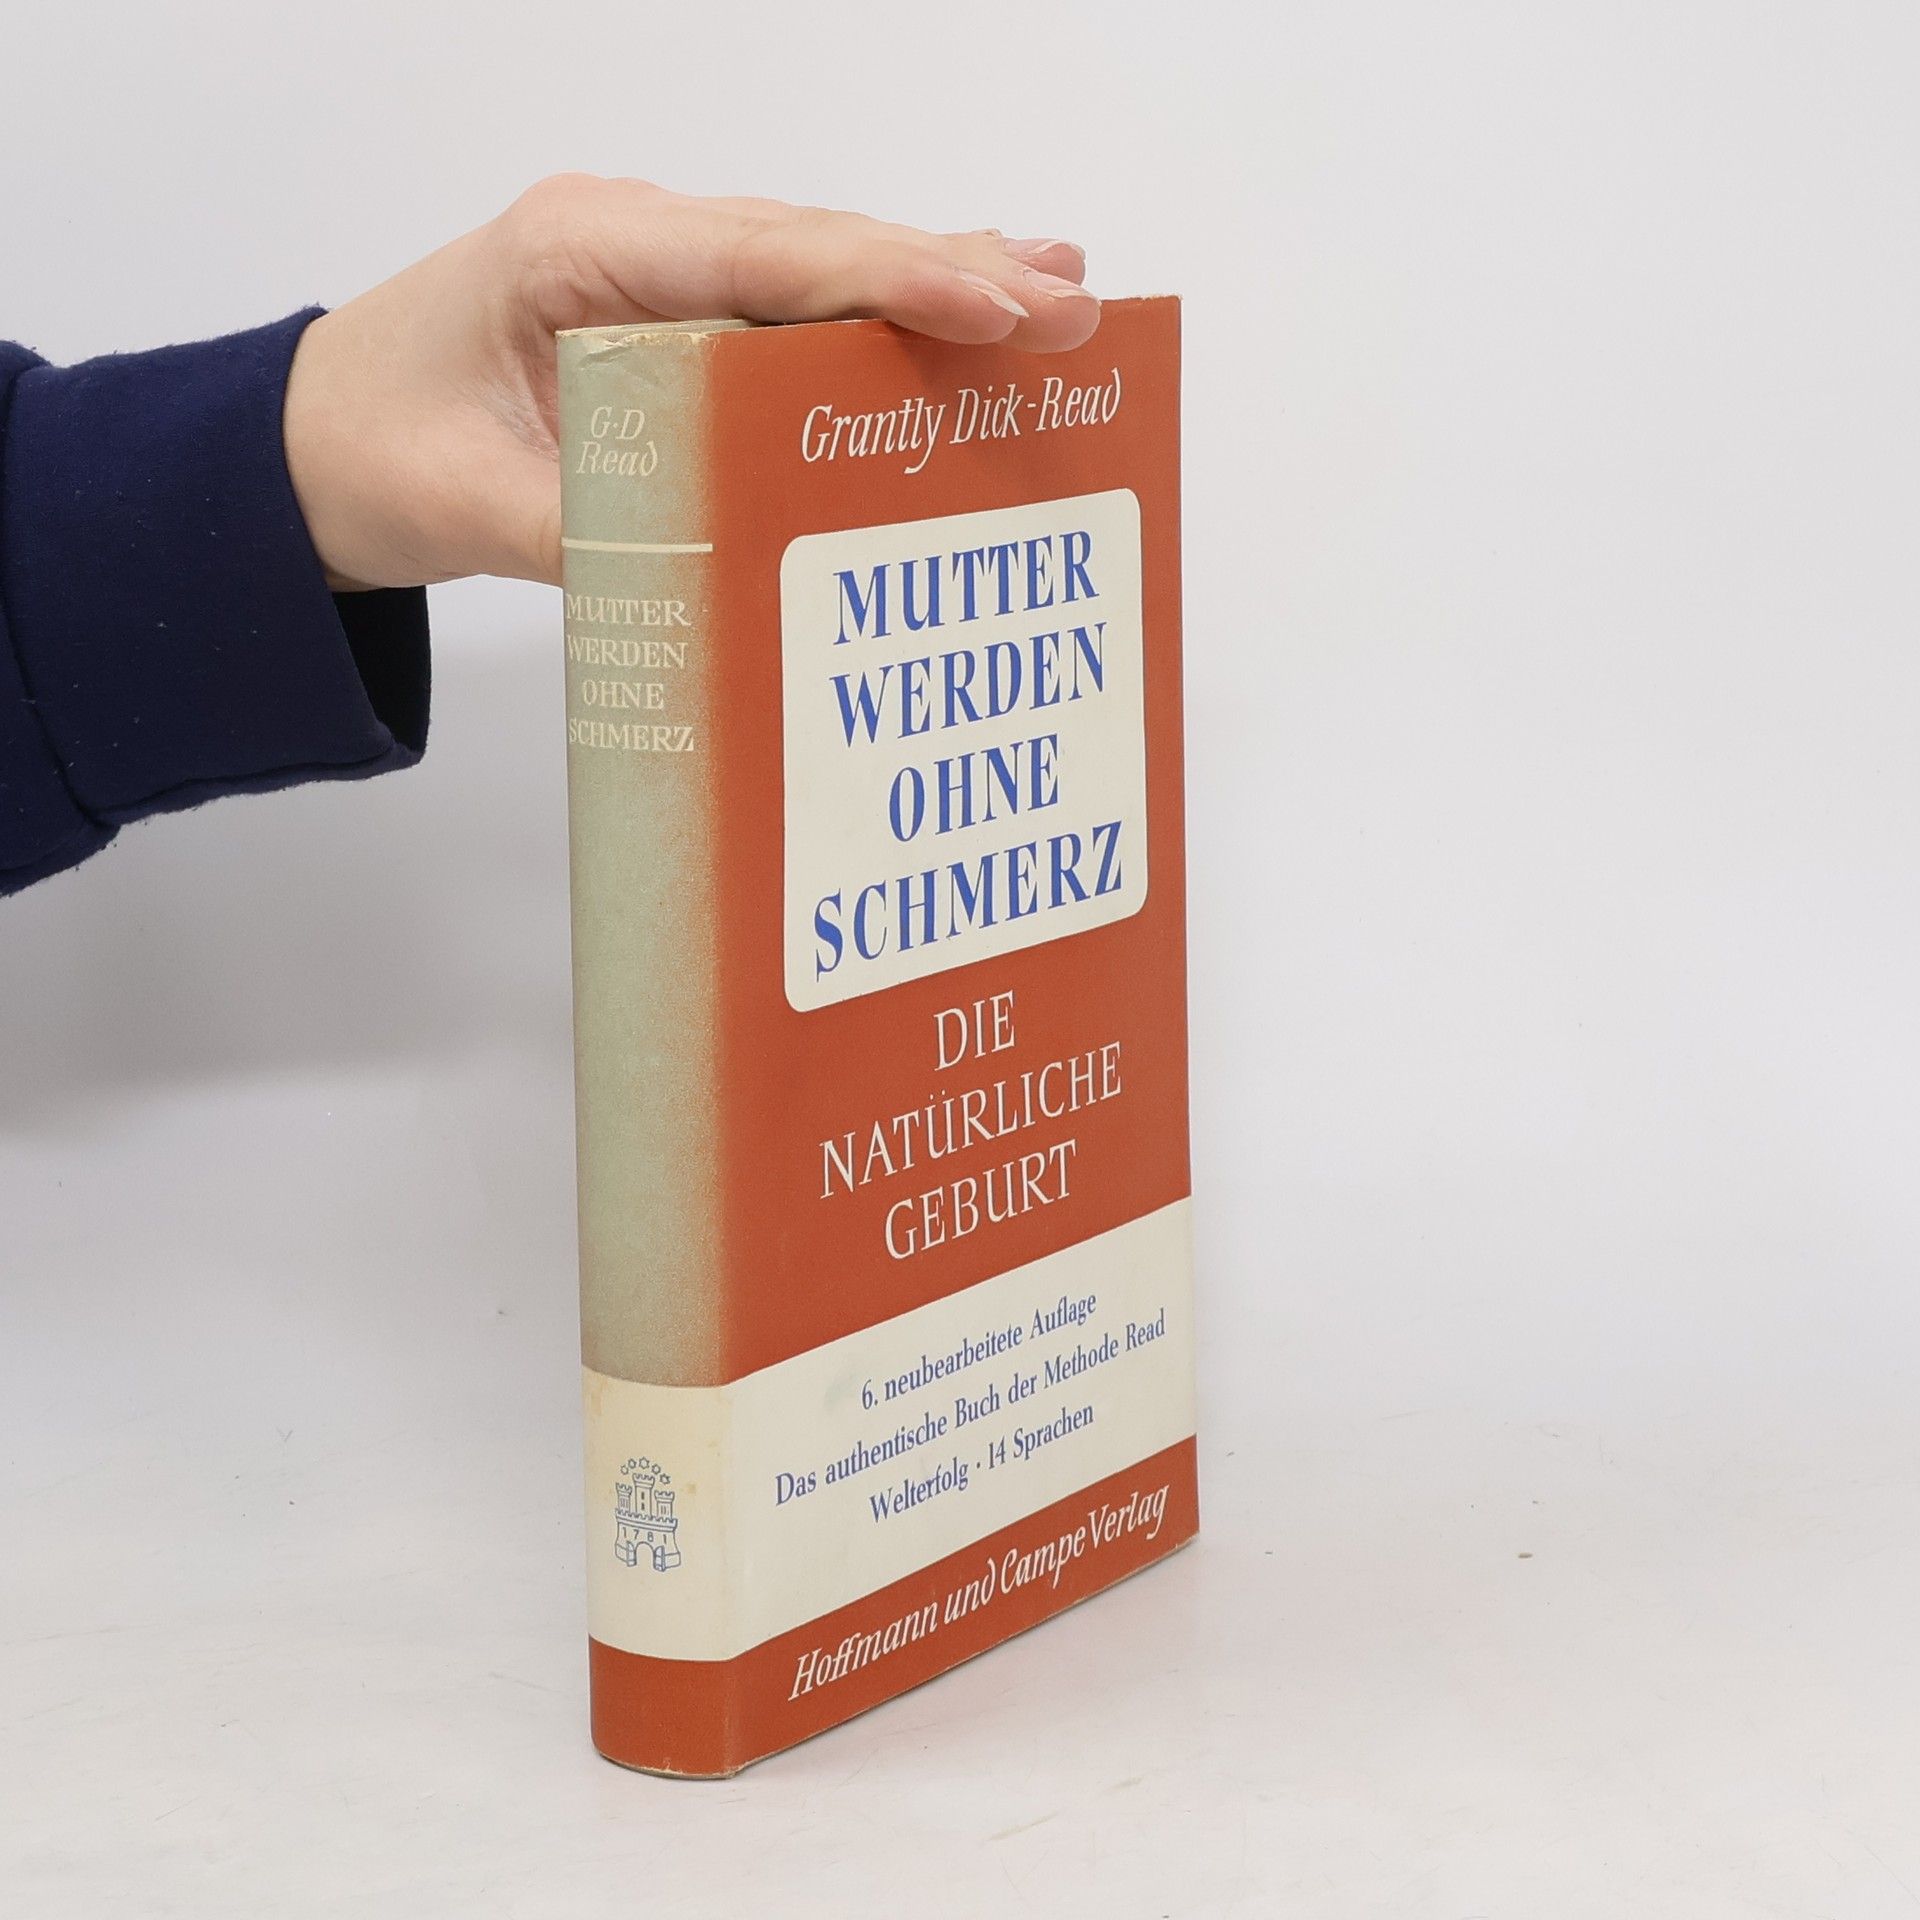 G·D
Read
MUTTER
WERDEN
OHNE
SCHMERZ
1781
Grantly Dick-Read
MUTTER
WERDEN
OHNE
SCHMERZ
DIE
NATÜRLICHE
GEBURT
6. neubearbeitete Auflage
Das authentische Buch der Methode Read
Welterfolg · 14 Sprachen
Hoffmann und Campe Verlag